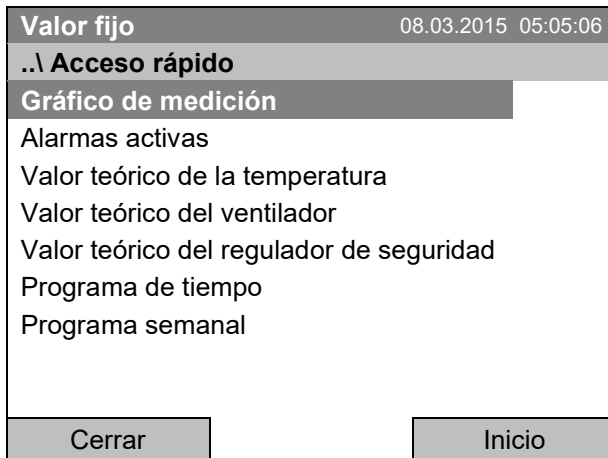 Valor fijo 08.03.2015 05:05:06
..\ Acceso rápido
Gráfico de medición
Alarmas activas
Valor teórico de la temperatura
Valor teórico del ventilador
Valor teórico del regulador de seguridad
Programa de tiempo
Programa semanal
Cerrar Inicio